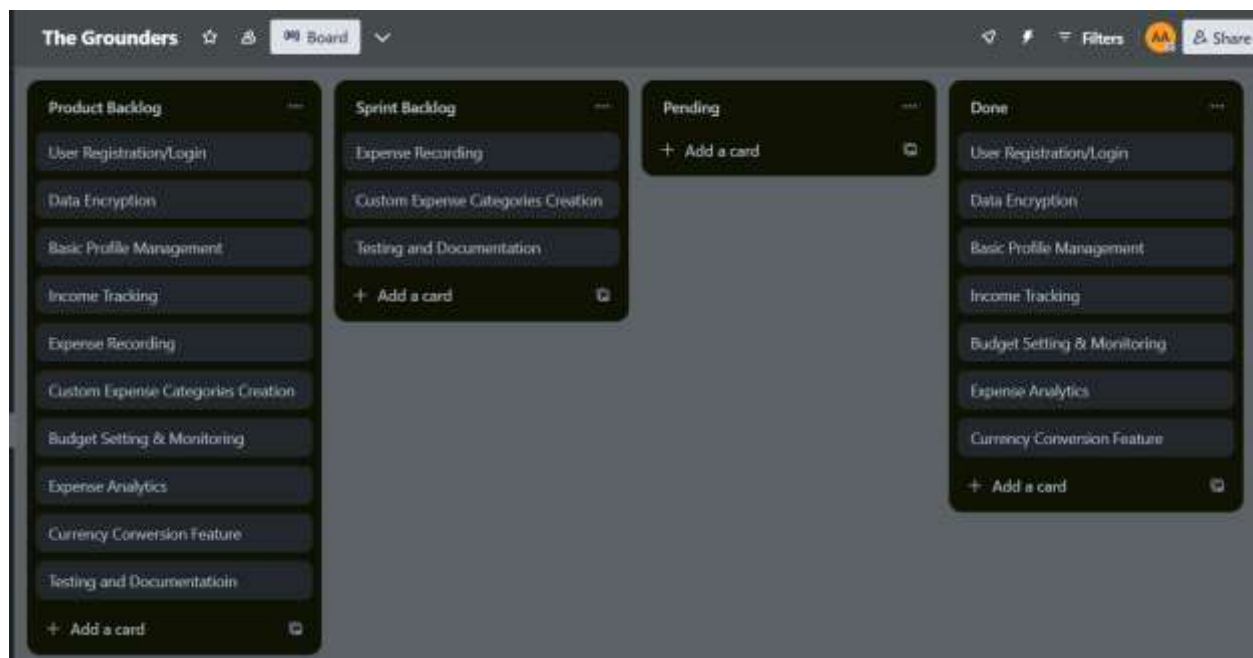 The Grounders
Board
Filters
AA
Share
Product Backlog
User Registration/Login
Data Encryption
Basic Profile Management
Income Tracking
Expense Recording
Custom Expense Categories Creation
Budget Setting & Monitoring
Expense Analytics
Currency Conversion Feature
Testing and Documentatioin
+ Add a card
Sprint Backlog
Expense Recording
Custom Expense Categories Creation
Testing and Documentation
+ Add a card
Pending
+ Add a card
Done
User Registration/Login
Data Encryption
Basic Profile Management
Income Tracking
Budget Setting & Monitoring
Expense Analytics
Currency Conversion Feature
+ Add a card